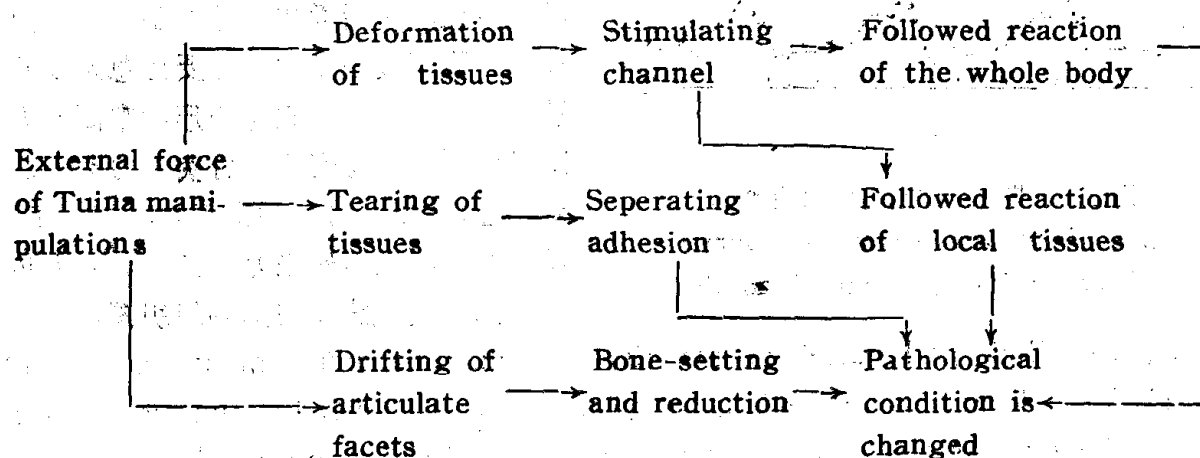 Deformation
of tissues
Stimulating
channel
Followed reaction
of the whole body
External force
of Tuina mani-
pulations
Tearing of
tissues
Seperating
adhesion
Followed reaction
of local tissues
Drifting of
articulate
facets
Bone-setting
and reduction
Pathological
condition is
changed